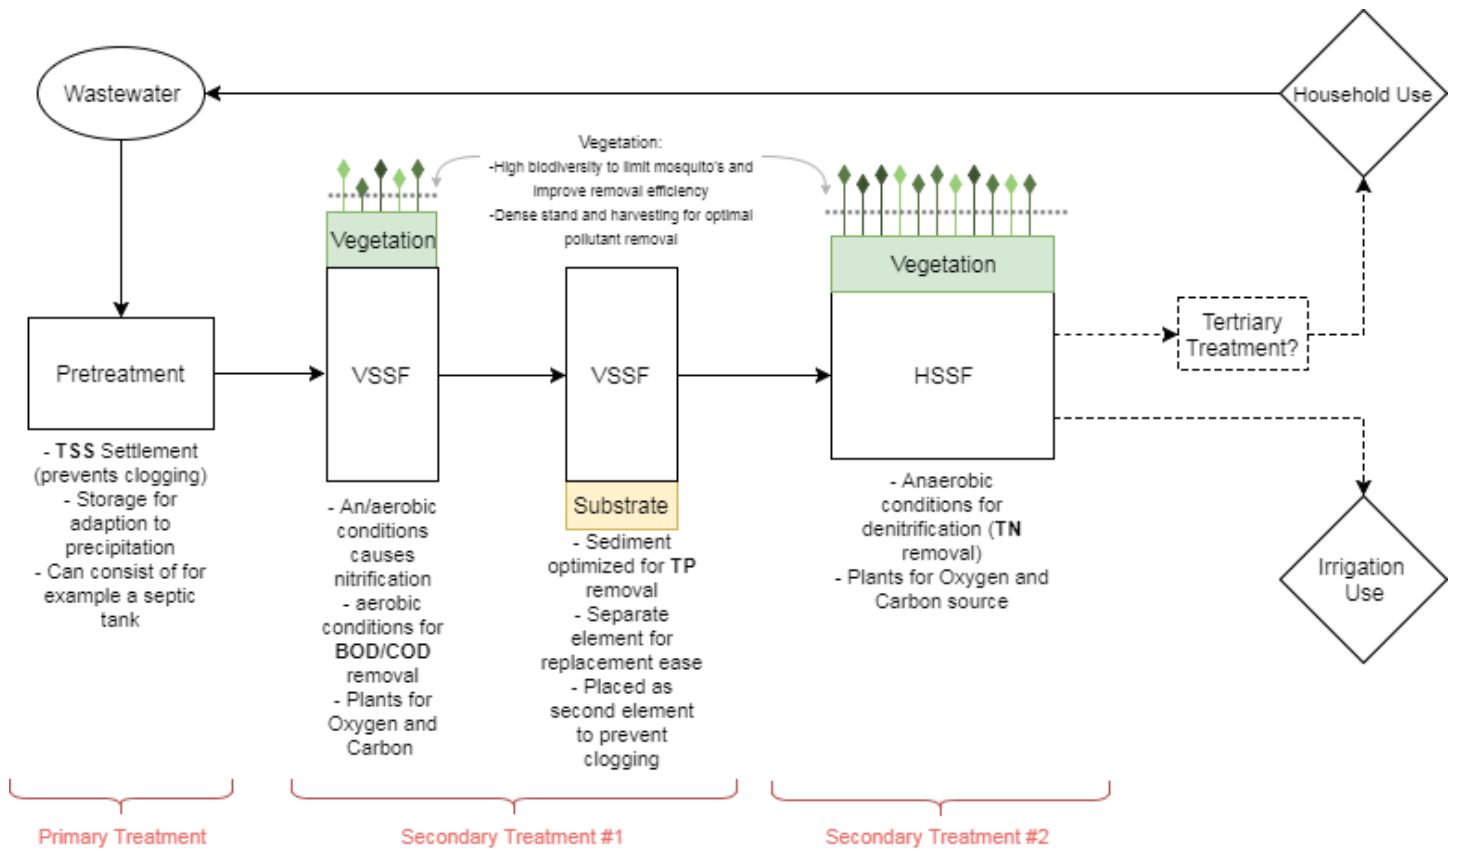 Wastewater
Household Use
Vegetation:
-High biodiversity to limit mosquito's and
improve removal efficiency
-Dense stand and harvesting for optimal
pollutant removal
Vegetation
Vegetation
Pretreatment
VSSF
VSSF
HSSF
Tertriary
Treatment?
Substrate
- TSS Settlement
(prevents clogging)
- Storage for
adaption to
precipitation
- Can consist of for
example a septic
tank
- An/aerobic
conditions
causes
nitrification
- aerobic
conditions for
BOD/COD
removal
- Plants for
Oxygen and
Carbon
- Sediment
optimized for TP
removal
- Separate
element for
replacement ease
- Placed as
second element
to prevent
clogging
- Anaerobic
conditions for
denitrification (TN
removal)
- Plants for Oxygen and
Carbon source
Irrigation
Use
Primary Treatment
Secondary Treatment #1
Secondary Treatment #2